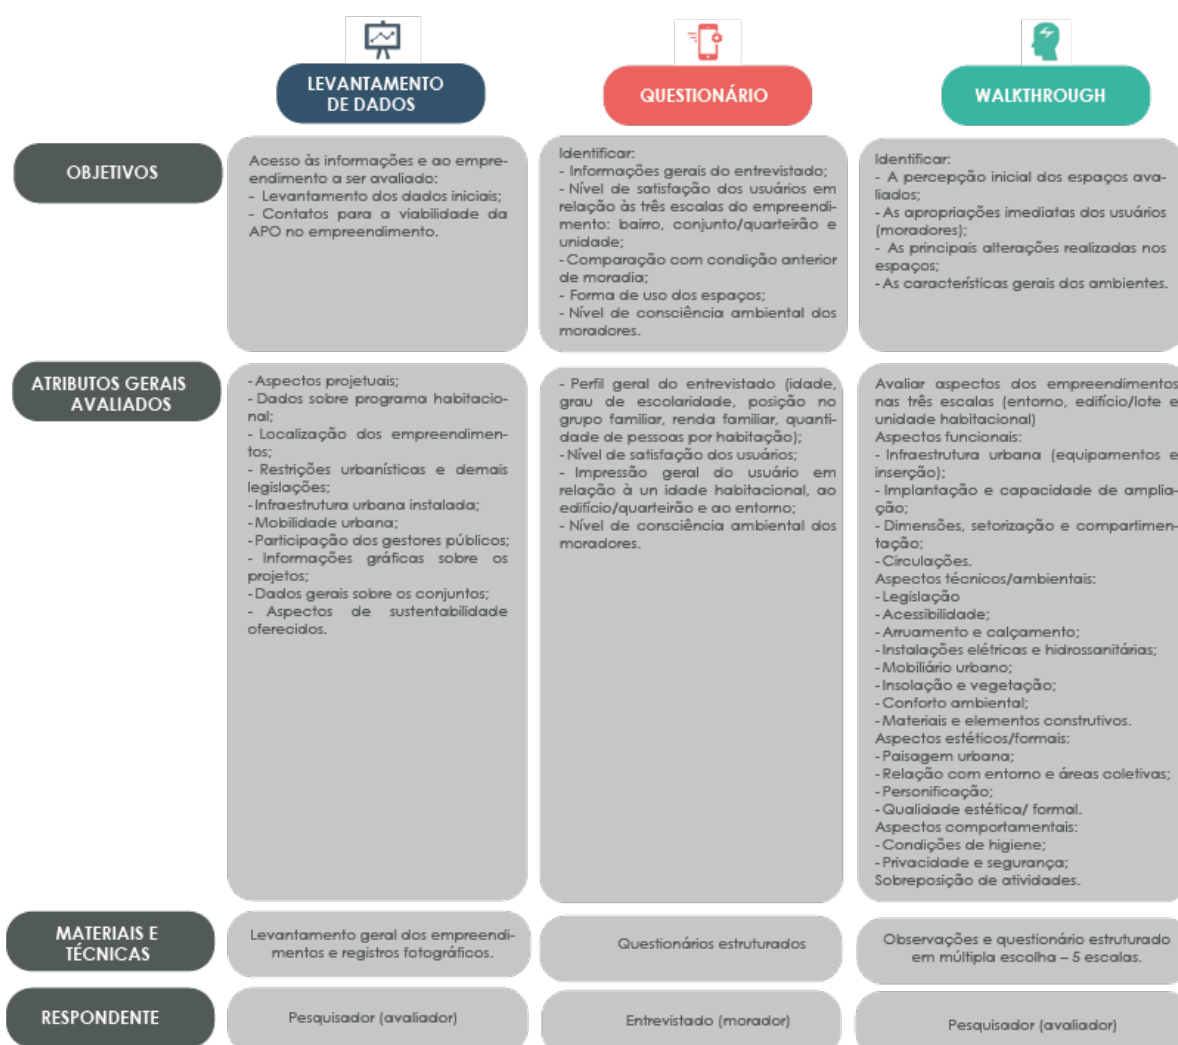 LEVANTAMENTO
DE DADOS
QUESTIONÁRIO
WALKTHROUGH
OBJETIVOS
Acesso às informações e ao empre-
endimento a ser avaliado:
- Levantamento dos dados iniciais;
- Contatos para a viabilidade da
APO no empreendimento.
Identificar:
- Informações gerais do entrevistado;
- Nível de satisfação dos usuários em
relação às três escalas do empreendi-
mento: bairro, conjunto/quarteirão e
unidade;
- Comparação com condição anterior
de moradia;
- Forma de uso dos espaços;
- Nível de consciência ambiental dos
moradores.
Identificar:
- A percepção inicial dos espaços ava-
liados;
- As apropriações imediatas dos usuários
(moradores);
- As principais alterações realizadas nos
espaços;
- As características gerais dos ambientes.
ATRIBUTOS GERAIS
AVALIADOS
- Aspectos projetuais;
- Dados sobre programa habitacio-
nal;
- Localização dos empreendimen-
tos;
- Restrições urbanísticas e demais
legislações;
- Infraestrutura urbana instalada;
- Mobilidade urbana;
- Participação dos gestores públicos;
- Informações gráficas sobre os
projetos;
- Dados gerais sobre os conjuntos;
- Aspectos de sustentabilidade
oferecidos.
- Perfil geral do entrevistado (idade,
grau de escolaridade, posição no
grupo familiar, renda familiar, quanti-
dade de pessoas por habitação);
- Nível de satisfação dos usuários;
- Impressão geral do usuário em
relação à un idade habitacional, ao
edifício/quarteirão e ao entorno;
- Nível de consciência ambiental dos
moradores.
Avaliar aspectos dos empreendimentos
nas três escalas (entorno, edifício/lote e
unidade habitacional)
Aspectos funcionais:
- Infraestrutura urbana (equipamentos e
inserção);
- Implantação e capacidade de amplia-
ção;
- Dimensões, setorização e compartimen-
tação;
- Circulações.
Aspectos técnicos/ambientais:
- Legislação
- Acessibilidade;
- Arruamento e calçamento;
- Instalações elétricas e hidrossanitárias;
- Mobiliário urbano;
- Insolação e vegetação;
- Conforto ambiental;
- Materiais e elementos construtivos.
Aspectos estéticos/formais:
- Paisagem urbana;
- Relação com entorno e áreas coletivas;
- Personificação;
- Qualidade estética/ formal.
Aspectos comportamentais:
- Condições de higiene;
- Privacidade e segurança;
Sobreposição de atividades.
MATERIAIS E
TÉCNICAS
Levantamento geral dos empreendi-
mentos e registros fotográficos.
Questionários estruturados
Observações e questionário estruturado
em múltipla escolha – 5 escalas.
RESPONDENTE
Pesquisador (avaliador)
Entrevistado (morador)
Pesquisador (avaliador)